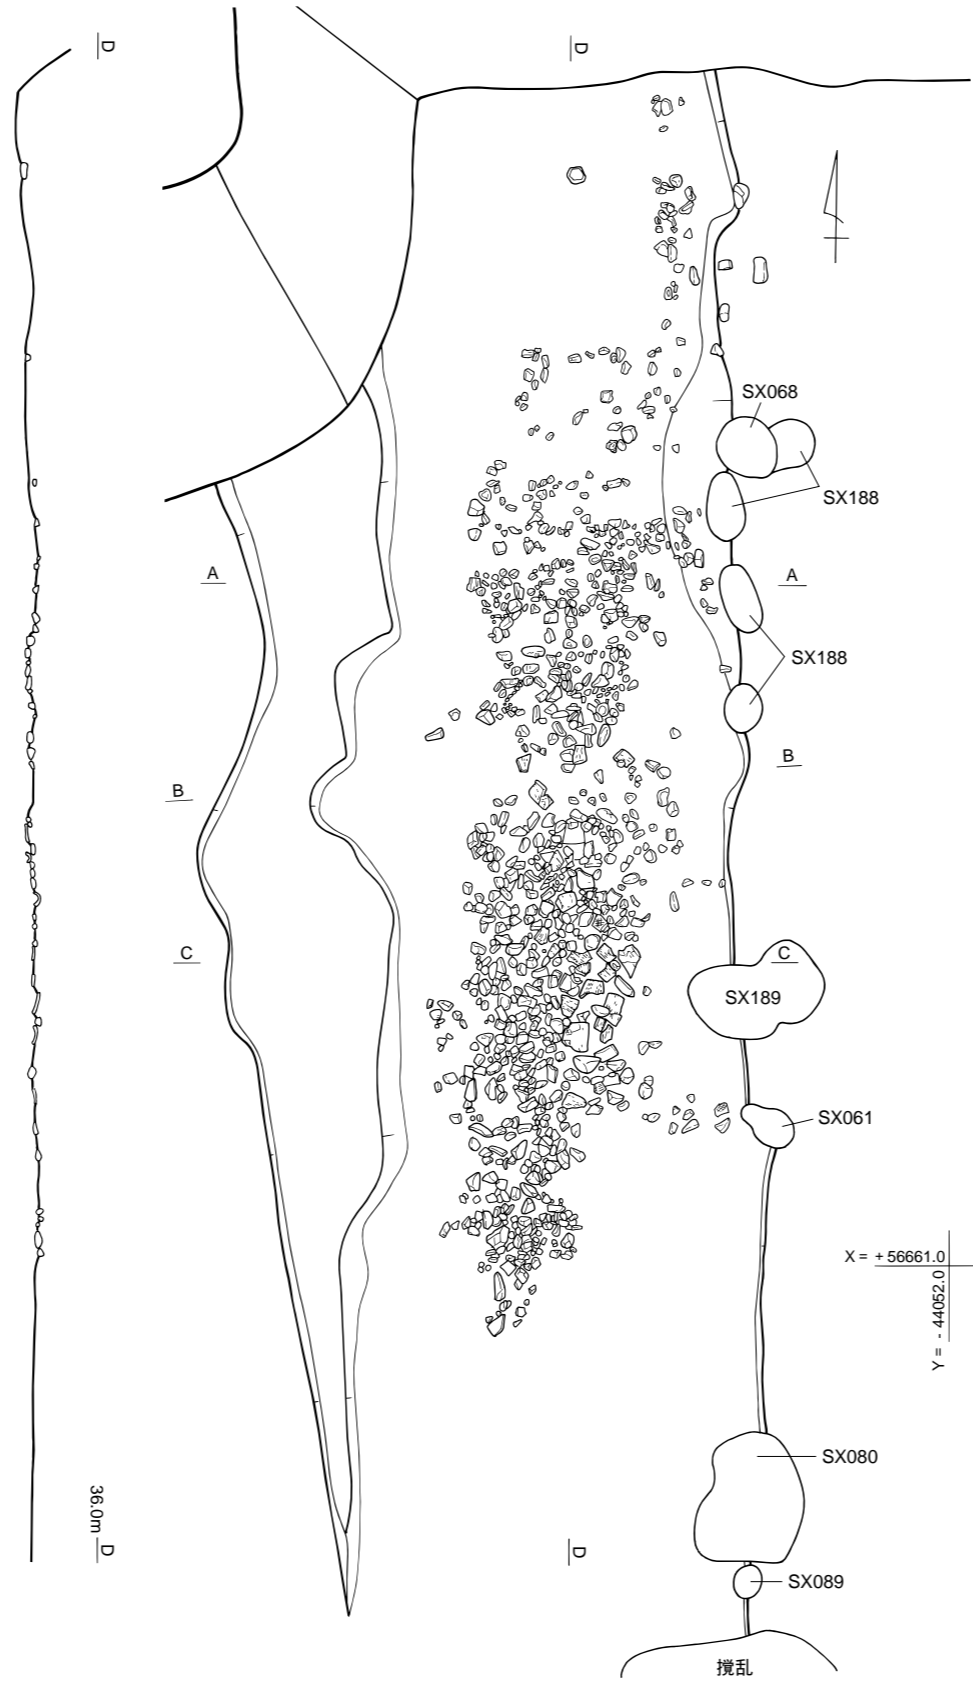 D
D
SX068
SX188
A
A
SX188
B
B
C
C
SX189
SX061
X = + 56661.0
Y = - 44052.0
SX080
36.0m D
D
SX089
撹乱